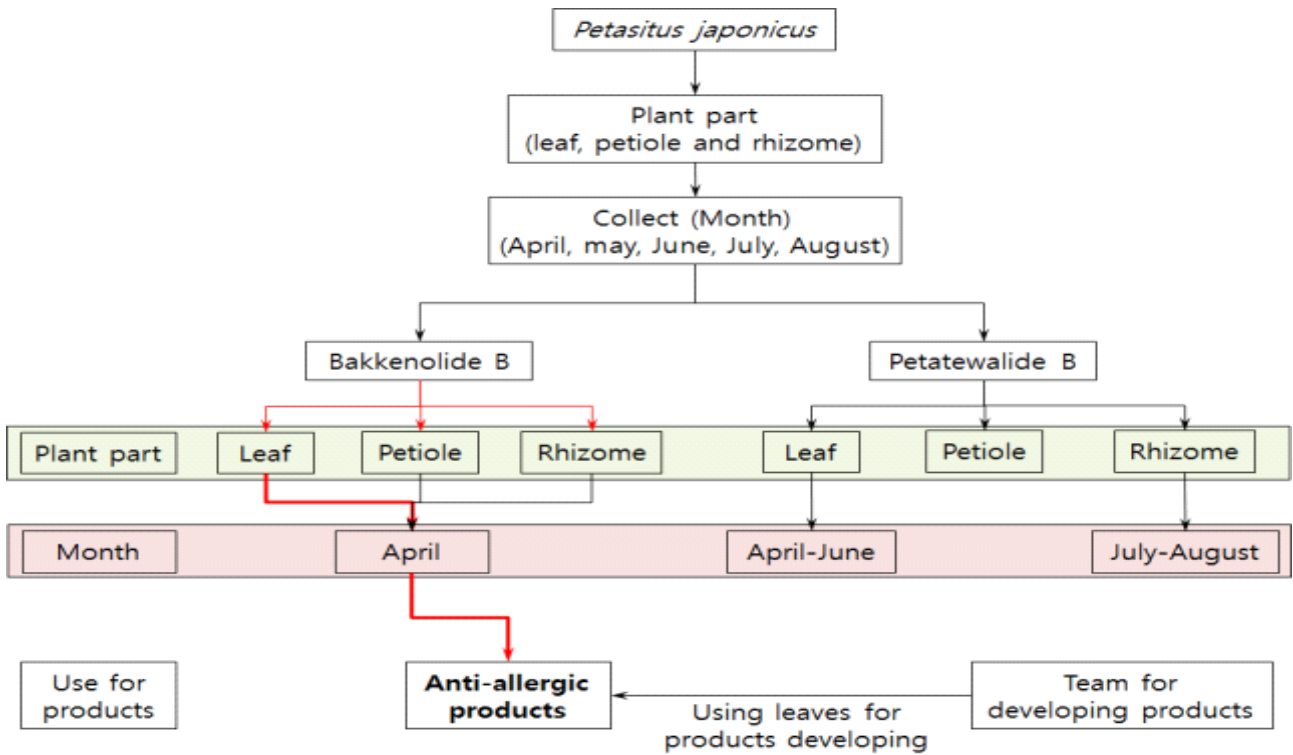 Petasitus japonicus
Plant part
(leaf, petiole and rhizome)
Collect (Month)
(April, may, June, July, August)
Bakkenolide B
Petatewalide B
Plant part
Leaf
Petiole
Rhizome
Leaf
Petiole
Rhizome
Month
April
April-June
July-August
Use for
products
Anti-allergic
products
Using leaves for
products developing
Team for
developing products